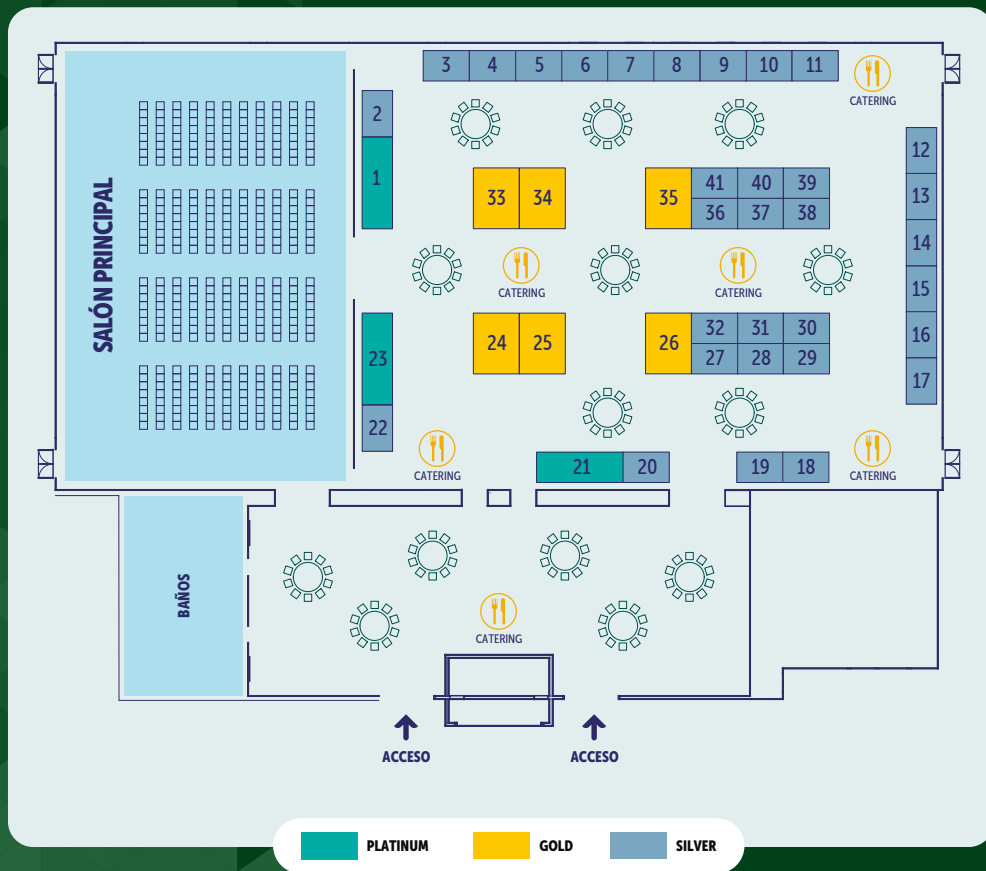 3 4 5 6 7 8 9 10 11
CATERING
2
1
SALÓN PRINCIPAL
12
13
14
15
16
17
33 34
35
41 40 39
36 37 38
CATERING
CATERING
24 25
26
32 31 30
27 28 29
23
22
CATERING
21 20
19 18
CATERING
BAÑOS
CATERING
ACCESO
ACCESO
PLATINUM
GOLD
SILVER